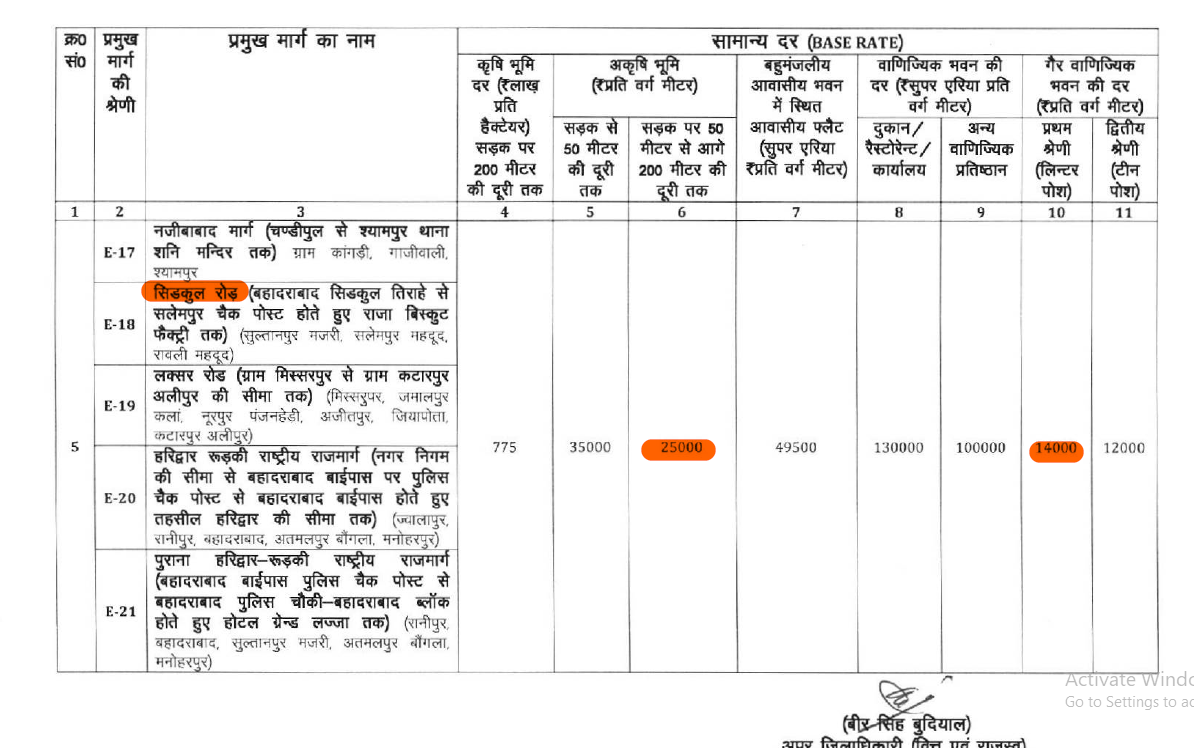 क्र0 सं0
प्रमुख मार्ग की श्रेणी
प्रमुख मार्ग का नाम
सामान्य दर (BASE RATE)
कृषि भूमि
दर (₹लाख
प्रति
हैक्टेयर)
सड़क पर
200 मीटर
की दूरी तक
अकृषि भूमि
(₹प्रति वर्ग मीटर)
सड़क से
50 मीटर
की दूरी
तक
सड़क पर 50
मीटर से आगे
200 मीटर की
दूरी तक
बहुमंजलीय
आवासीय भवन
में स्थित
आवासीय फ्लैट
(सुपर एरिया
₹प्रति वर्ग मीटर)
वाणिज्यिक भवन की
दर (₹सुपर एरिया प्रति
वर्ग मीटर)
दुकान/
रैस्टोरेन्ट/
कार्यालय
अन्य
वाणिज्यिक
प्रतिष्ठान
गैर वाणिज्यिक
भवन की दर
(₹प्रति वर्ग मीटर)
प्रथम
श्रेणी
(लिन्टर
पोश)
द्वितीय
श्रेणी
(टीन
पोश)
1 2 3 4 5 6 7 8 9 10 11
E-17
नजीबाबाद मार्ग (चण्डीपुल से श्यामपुर थाना
शनि मन्दिर तक) ग्राम कांगड़ी, गाजीवाली,
श्यामपुर
E-18
सिडकुल रोड़ (बहादराबाद सिडकुल तिराहे से
सलेमपुर चैक पोस्ट होते हुए राजा बिस्कुट
फैक्ट्री तक) (सुल्तानपुर मजरी, सलेमपुर महदूद,
रावली महदूद)
E-19
लक्सर रोड (ग्राम मिस्सरपुर से ग्राम कटारपुर
अलीपुर की सीमा तक) (मिस्सरपुर, जमालपुर
कलां, नूरपुर पंजनहेडी, अजीतपुर, जियापोता,
कटारपुर अलीपुर)
E-20
हरिद्वार रूड़की राष्ट्रीय राजमार्ग (नगर निगम
की सीमा से बहादराबाद बाईपास पर पुलिस
चैक पोस्ट से बहादराबाद बाईपास होते हुए
तहसील हरिद्वार की सीमा तक) (ज्वालापुर,
रानीपुर, बहादराबाद, अतमलपुर बौंगला, मनोहरपुर)
E-21
पुराना हरिद्वार–रूड़की राष्ट्रीय राजमार्ग
(बहादराबाद बाईपास पुलिस चैक पोस्ट से
बहादराबाद पुलिस चौकी–बहादराबाद ब्लॉक
होते हुए होटल ग्रेन्ड लज्जा तक) (रानीपुर,
बहादराबाद, सुल्तानपुर मजरी, अतमलपुर बौंगला,
मनोहरपुर)
5 775 35000 25000 49500 130000 100000 14000 12000
Activate Windo
Go to Settings to ac
(बीर सिंह बुदियाल)
अपर जिलाधिकारी (वित्त एवं राजस्व)